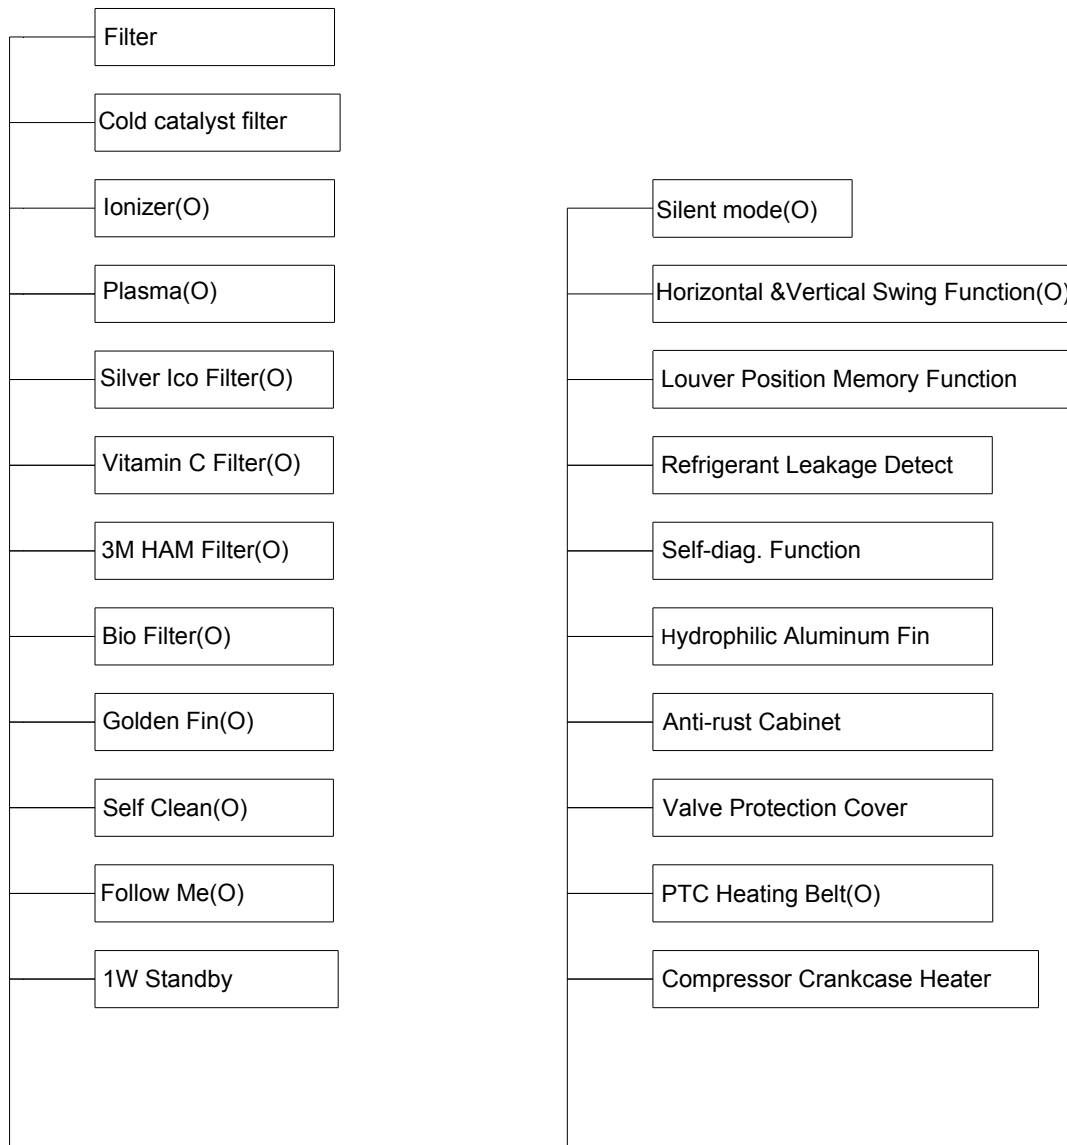 Filter
Cold catalyst filter
Ionizer(O)
Plasma(O)
Silver Ico Filter(O)
Vitamin C Filter(O)
3M HAM Filter(O)
Bio Filter(O)
Golden Fin(O)
Self Clean(O)
Follow Me(O)
1W Standby
Silent mode(O)
Horizontal &Vertical Swing Function(O)
Louver Position Memory Function
Refrigerant Leakage Detect
Self-diag. Function
Hydrophilic Aluminum Fin
Anti-rust Cabinet
Valve Protection Cover
PTC Heating Belt(O)
Compressor Crankcase Heater